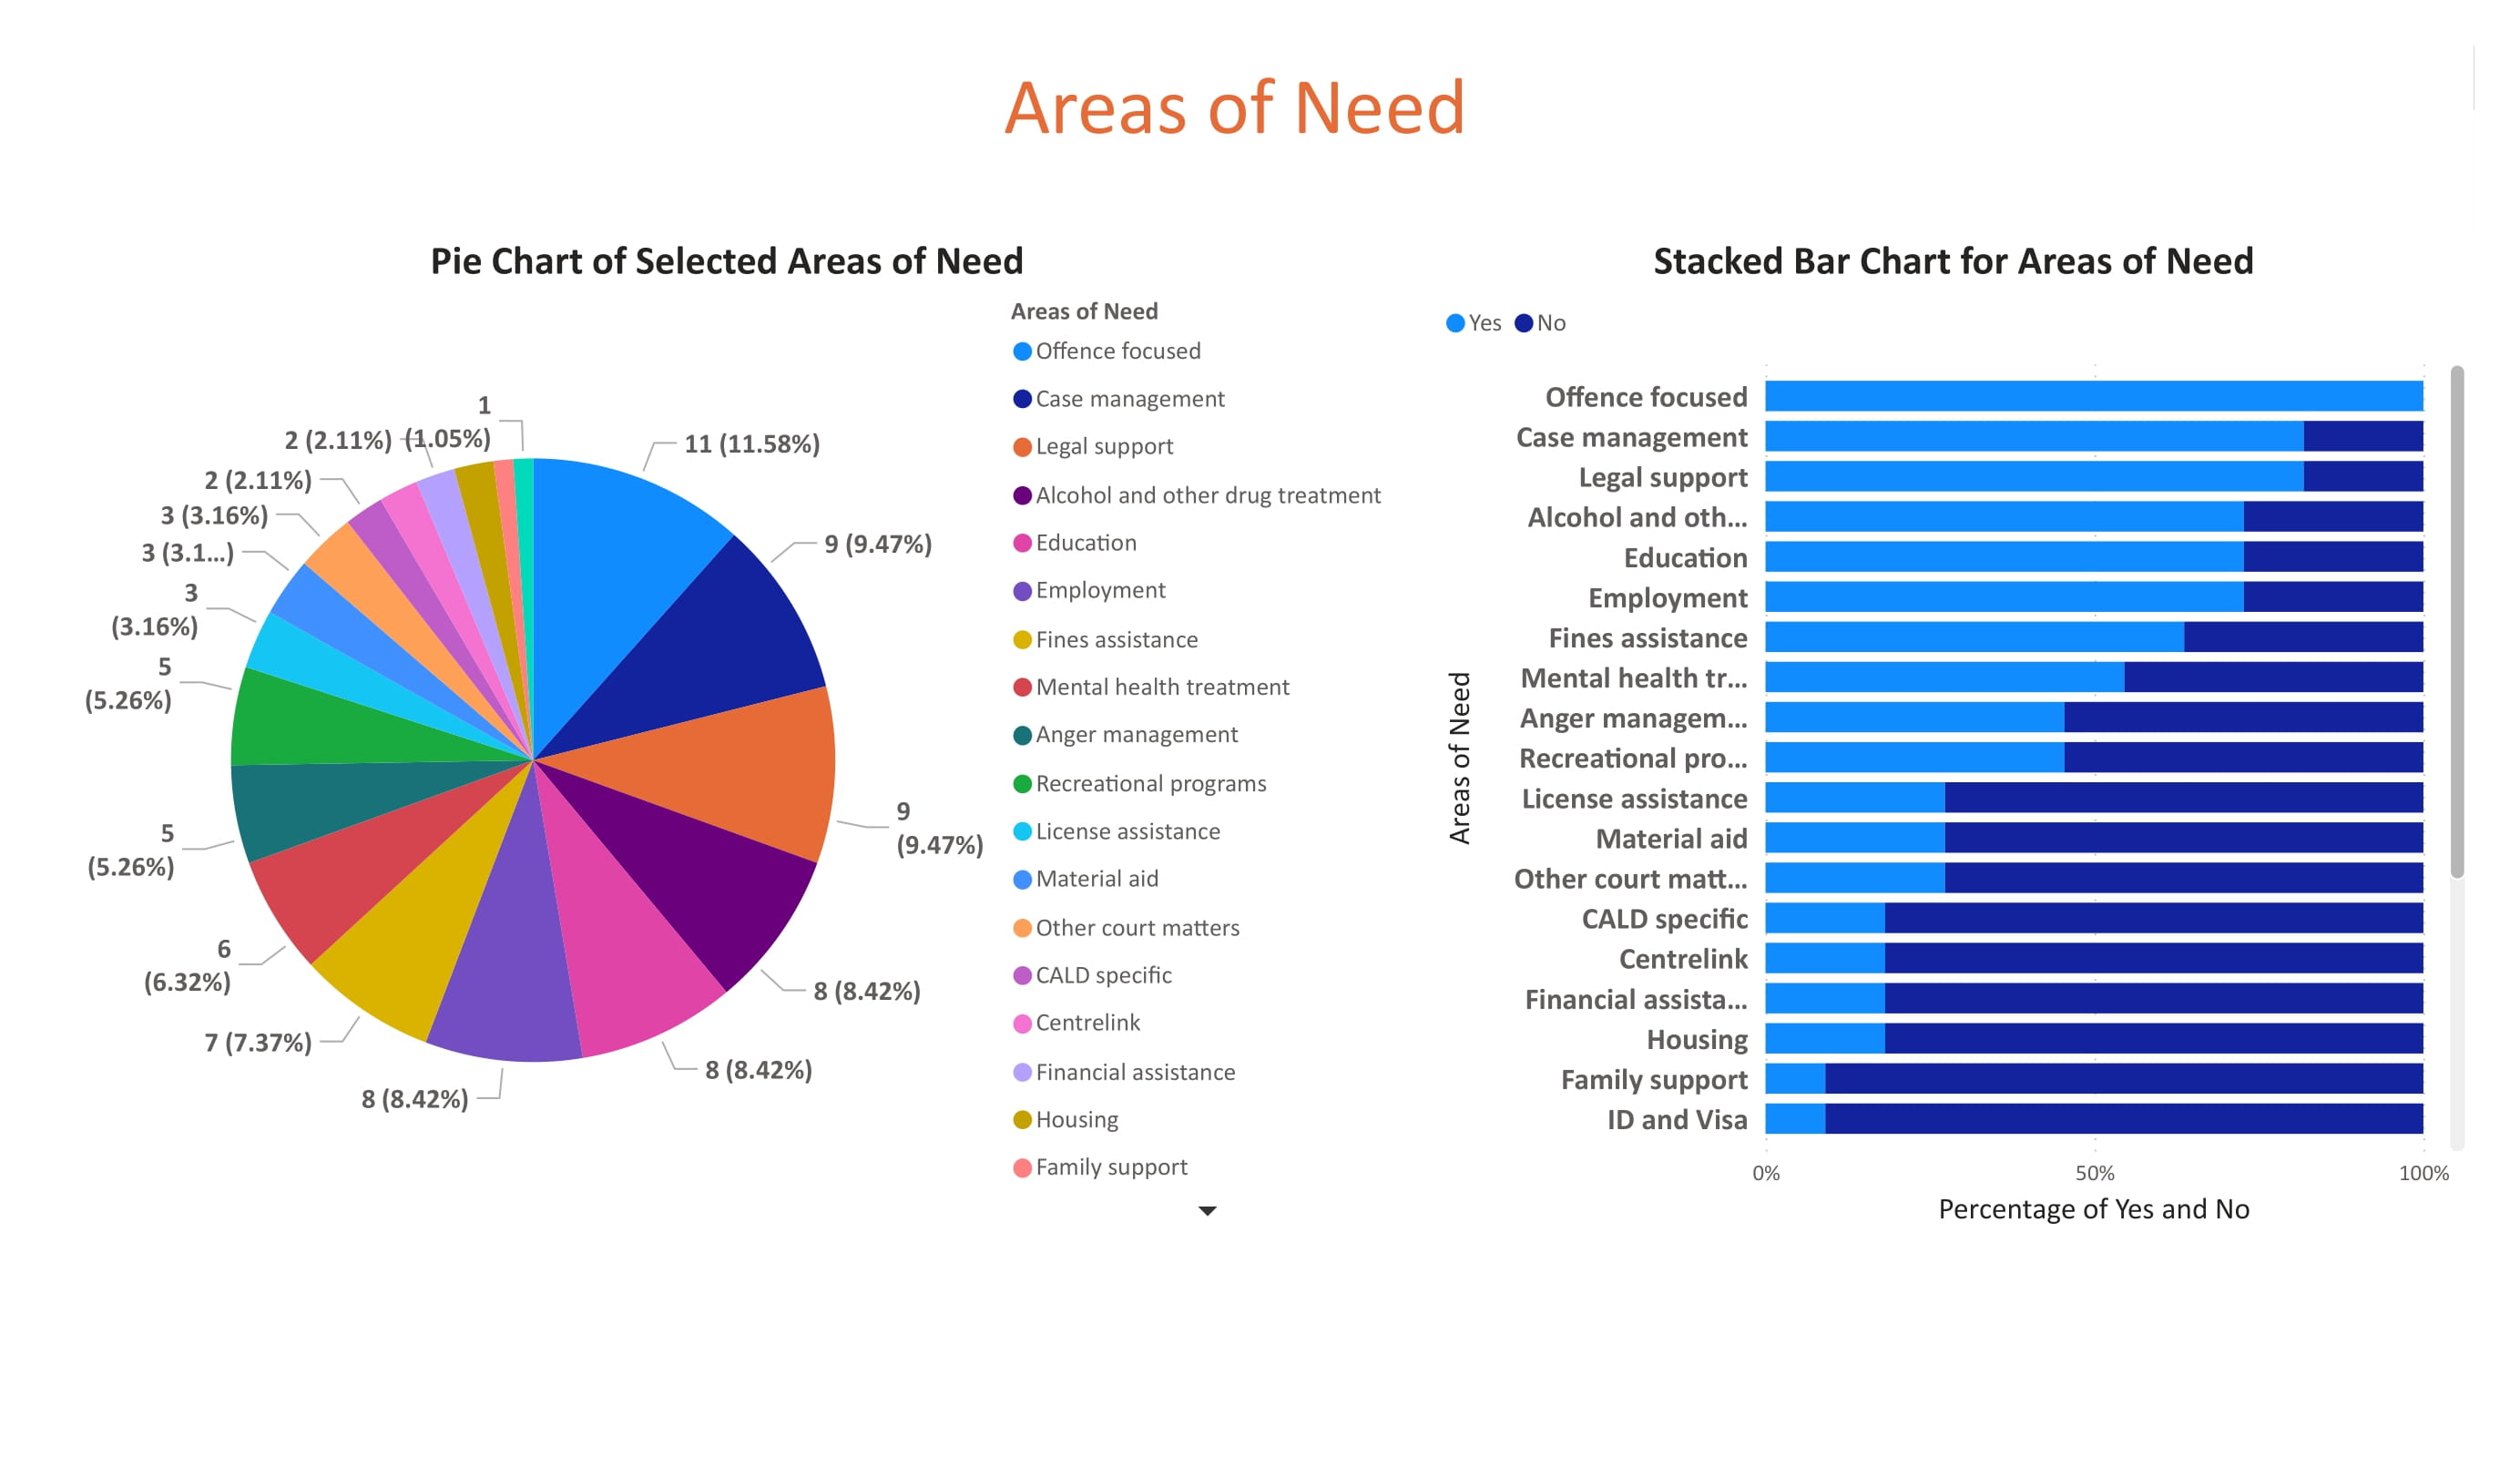 Areas of Need
Pie Chart of Selected Areas of Need
1
(1.05%)
2 (2.11%)
2 (2.11%)
3 (3.16%)
3 (3.1...)
3
(3.16%)
5
(5.26%)
5
(5.26%)
6
(6.32%)
7 (7.37%)
8 (8.42%)
8 (8.42%)
8 (8.42%)
9
(9.47%)
9 (9.47%)
11 (11.58%)
Areas of Need
Offence focused
Case management
Legal support
Alcohol and other drug treatment
Education
Employment
Fines assistance
Mental health treatment
Anger management
Recreational programs
License assistance
Material aid
Other court matters
CALD specific
Centrelink
Financial assistance
Housing
Family support
Stacked Bar Chart for Areas of Need
Yes No
Areas of Need
Offence focused
Case management
Legal support
Alcohol and oth...
Education
Employment
Fines assistance
Mental health tr...
Anger managem...
Recreational pro...
License assistance
Material aid
Other court matt...
CALD specific
Centrelink
Financial assista...
Housing
Family support
ID and Visa
0% 50% 100%
Percentage of Yes and No